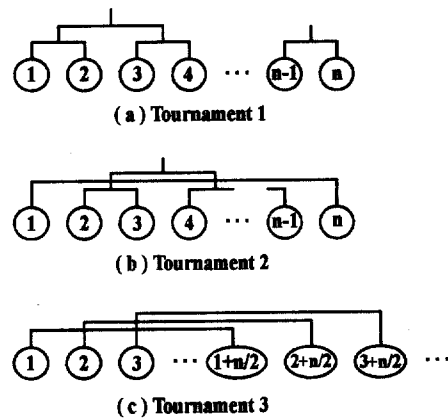 1 2 3 4 ... n-1 n
( a ) Tournament 1
1 2 3 4 ... n-1 n
( b ) Tournament 2
1 2 3 ... 1+n/2 2+n/2 3+n/2 ...
( c ) Tournament 3